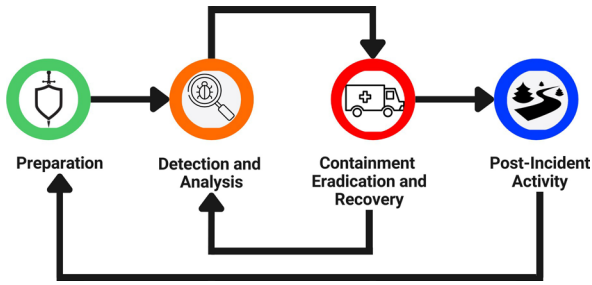 Preparation
Detection and
Analysis
Containment
Eradication and
Recovery
Post-Incident
Activity